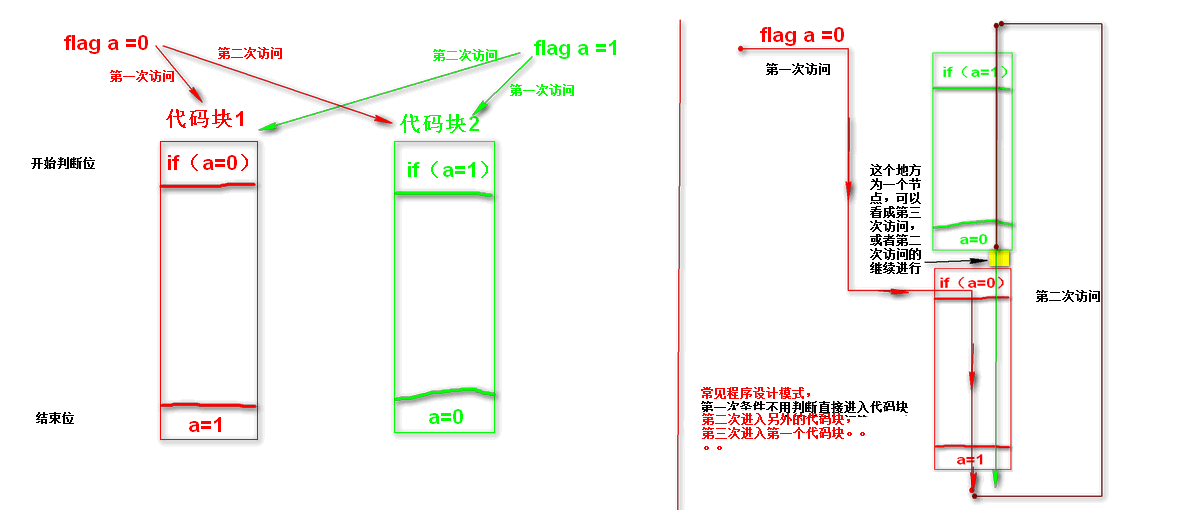 flag a =0
第二次访问
第一次访问
第二次访问
flag a =1
第一次访问
代码块1
代码块2
开始判断位
if（a=0）
if（a=1）
结束位
a=1
a=0
flag a =0
第一次访问
if（a=1）
这个地方
为一个节
点，可以
看成第三
次访问，
或者第二
次访问的
继续进行
a=0
if（a=0）
第二次访问
常见程序设计模式，
第一次条件不用判断直接进入代码块
第二次进入另外的代码块，
第三次进入第一个代码块。。
。。
a=1